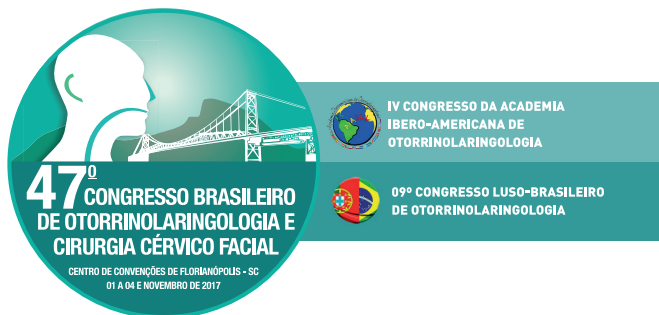 47º CONGRESSO BRASILEIRO
DE OTORRINOLARINGOLOGIA E
CIRURGIA CÉRVICO FACIAL
CENTRO DE CONVENÇÕES DE FLORIANÓPOLIS - SC
01 A 04 E NOVEMBRO DE 2017
IV CONGRESSO DA ACADEMIA
IBERO-AMERICANA DE
OTORRINOLARINGOLOGIA
09º CONGRESSO LUSO-BRASILEIRO
DE OTORRINOLARINGOLOGIA